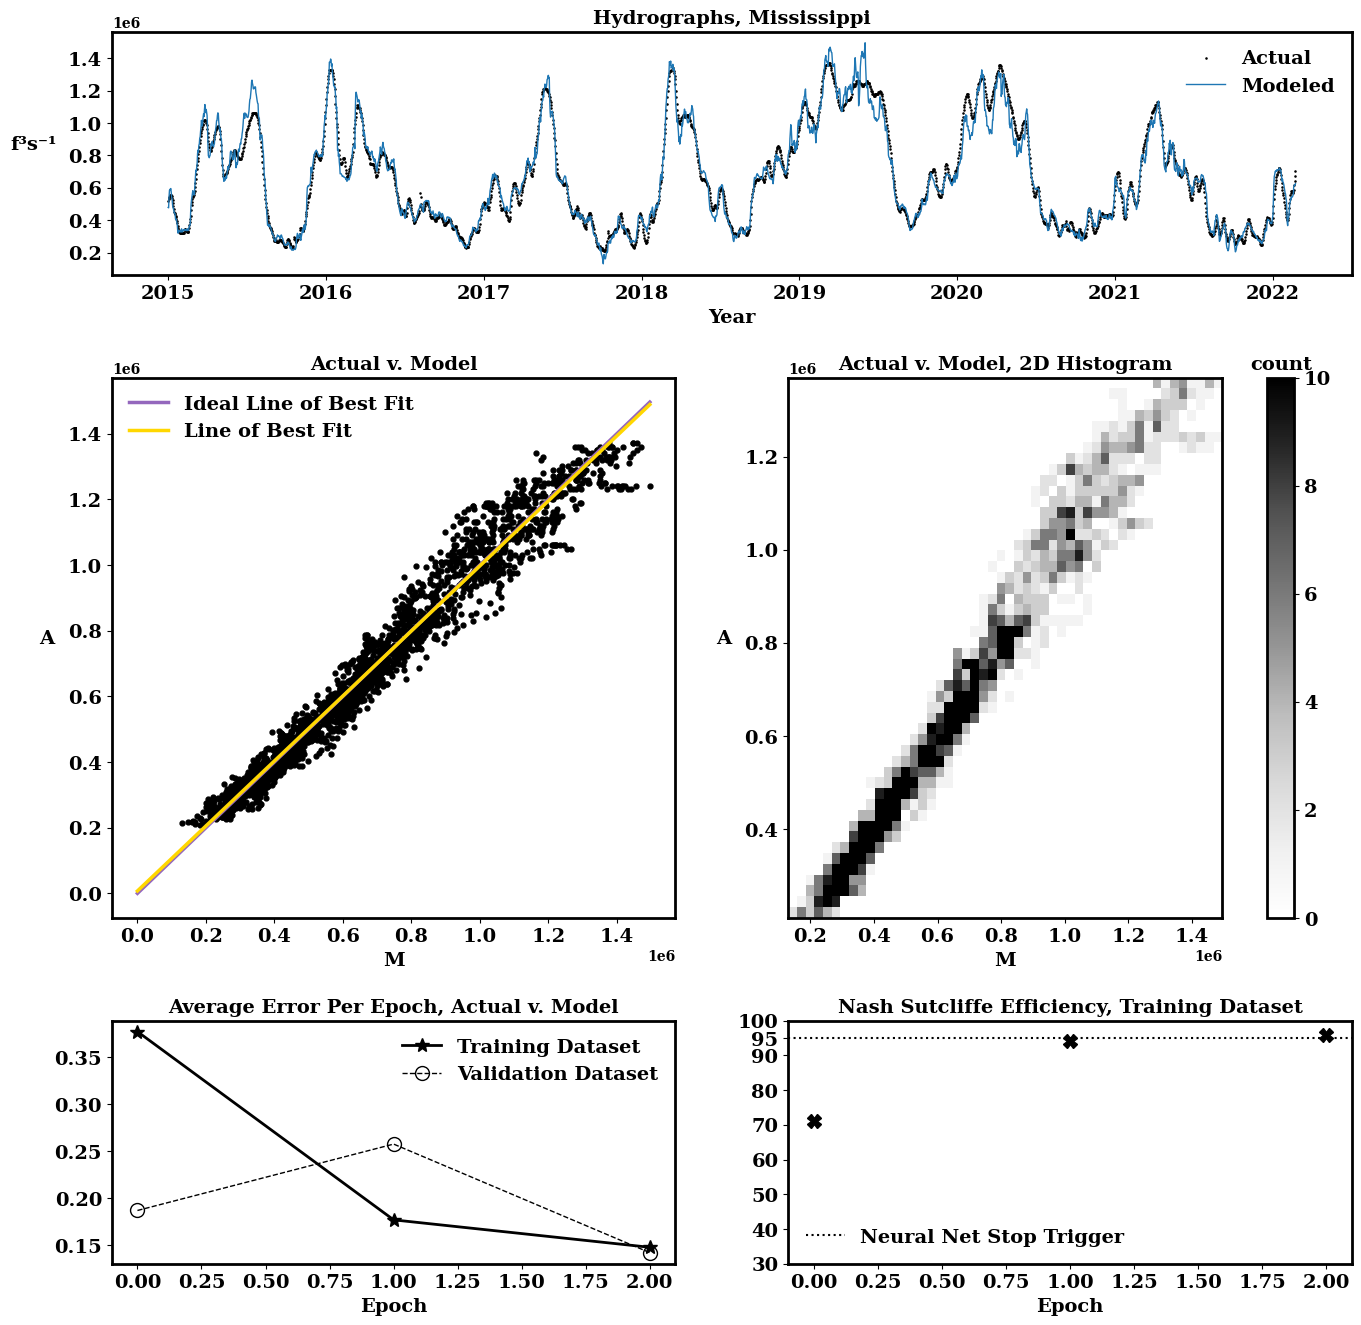 Hydrographs, Mississippi
1e6
1.4
1.2
1.0
0.8
0.6
0.4
0.2
f³s⁻¹
Actual
Modeled
2015 2016 2017 2018 2019 2020 2021 2022
Year
Actual v. Model
1e6
Ideal Line of Best Fit
Line of Best Fit
1.4
1.2
1.0
0.8
0.6
0.4
0.2
0.0
A
0.0 0.2 0.4 0.6 0.8 1.0 1.2 1.4
1e6
M
Actual v. Model, 2D Histogram
1e6
1.2
1.0
0.8
0.6
0.4
A
0.2 0.4 0.6 0.8 1.0 1.2 1.4
1e6
M
count
10
8
6
4
2
0
Average Error Per Epoch, Actual v. Model
Training Dataset
Validation Dataset
0.35
0.30
0.25
0.20
0.15
0.00 0.25 0.50 0.75 1.00 1.25 1.50 1.75 2.00
Epoch
Nash Sutcliffe Efficiency, Training Dataset
100
95
90
80
70
60
50
40
30
Neural Net Stop Trigger
0.00 0.25 0.50 0.75 1.00 1.25 1.50 1.75 2.00
Epoch